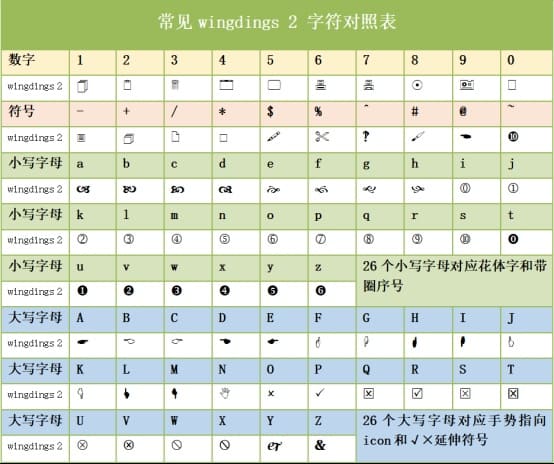 常见 wingdings 2 字符对照表
数字 1 2 3 4 5 6 7 8 9 0
wingdings 2
符号 - + / * $ % ^ # @ ~
wingdings 2 □ ✂ ❿
小写字母 a b c d e f g h i j
wingdings 2 ⓪ ①
小写字母 k l m n o p q r s t
wingdings 2 ② ③ ④ ⑤ ⑥ ⑦ ⑧ ⑨ ⑩ ⓿
小写字母 u v w x y z 26 个小写字母对应花体字和带
wingdings 2 ❶ ❷ ❸ ❹ ❺ ❻ 圈序号
大写字母 A B C D E F G H I J
wingdings 2
大写字母 K L M N O P Q R S T
wingdings 2 × ✓ ☒ ☑ ☒ ☒
大写字母 U V W X Y Z 26 个大写字母对应手势指向
wingdings 2 ⊗ ⊗ & icon 和√×延伸符号